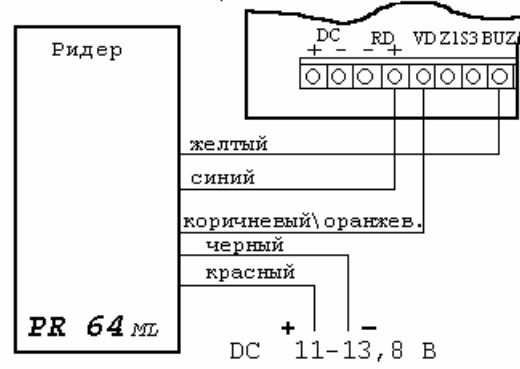 Ридер
DC RD VD Z1 S3 BUZ
+ - - +
желтый
синий
коричневый\оранжев.
черный
красный
PR 64 ML
+ −
DC 11-13,8 В